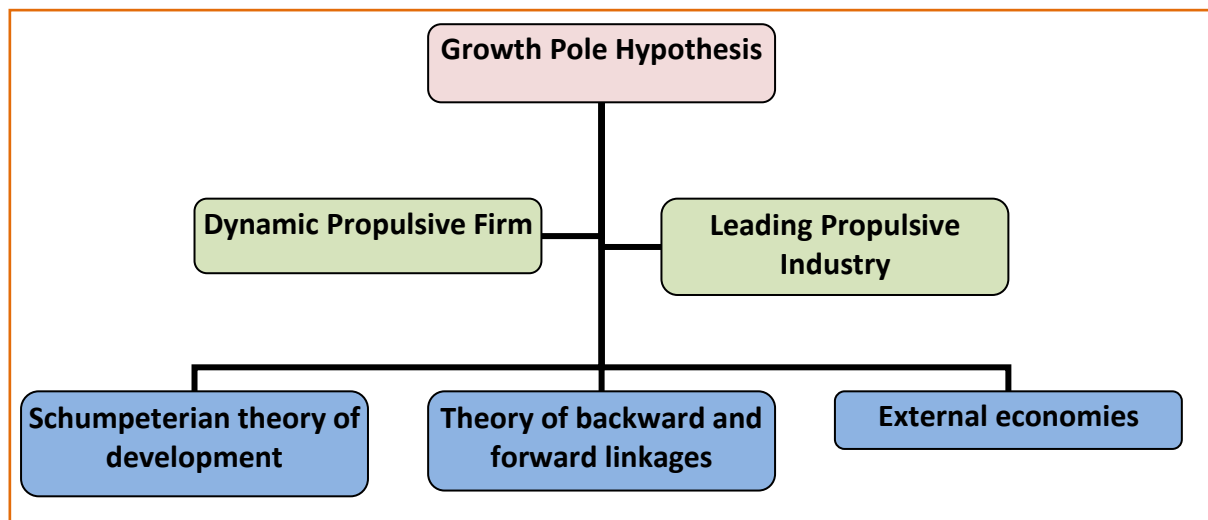 Growth Pole Hypothesis
Dynamic Propulsive Firm
Leading Propulsive
Industry
Schumpeterian theory of
development
Theory of backward and
forward linkages
External economies